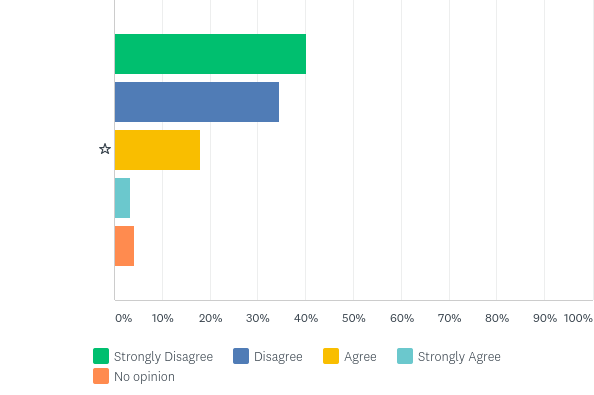 0% 10% 20% 30% 40% 50% 60% 70% 80% 90% 100%
Strongly Disagree Disagree Agree Strongly Agree
No opinion